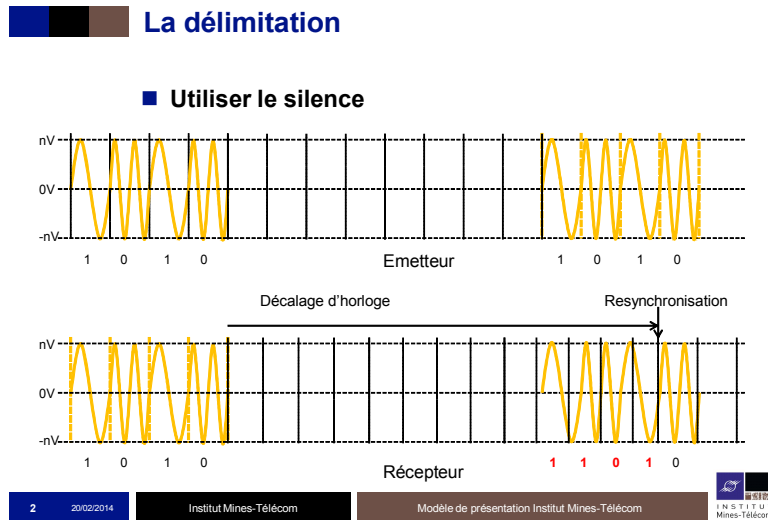 La délimitation
Utiliser le silence
nV
0V
-nV
1 0 1 0 Emetteur 1 0 1 0
Décalage d'horloge Resynchronisation
nV
0V
-nV
1 0 1 0 Récepteur 1 1 0 1 0
2 20/02/2014 Institut Mines-Télécom Modèle de présentation Institut Mines-Télécom
INSTITUT
Mines-Télécom